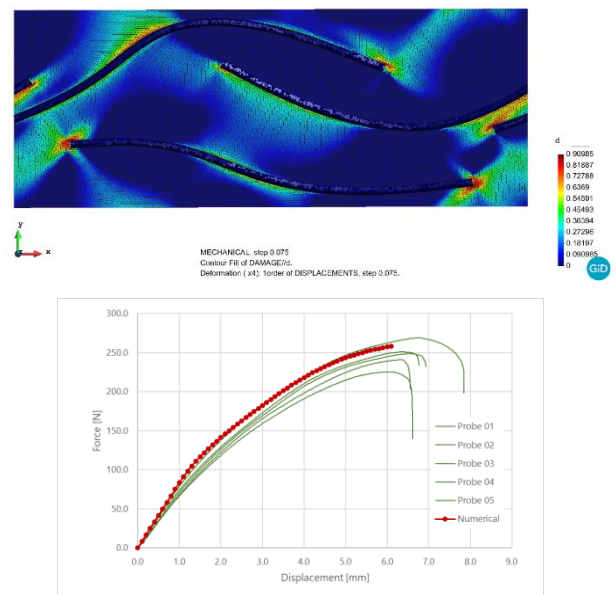 d
0.90985
0.81887
0.72788
0.6369
0.54591
0.45493
0.36394
0.27296
0.18197
0.090985
0
GiD
y
x
MECHANICAL, step 0.075
Contour Fill of DAMAGE//d.
Deformation ( x4): 1order of DISPLACEMENTS, step 0.075.
300.0
250.0
200.0
150.0
100.0
50.0
0.0
Force [N]
Probe 01
Probe 02
Probe 03
Probe 04
Probe 05
Numerical
0.0 1.0 2.0 3.0 4.0 5.0 6.0 7.0 8.0 9.0
Displacement [mm]